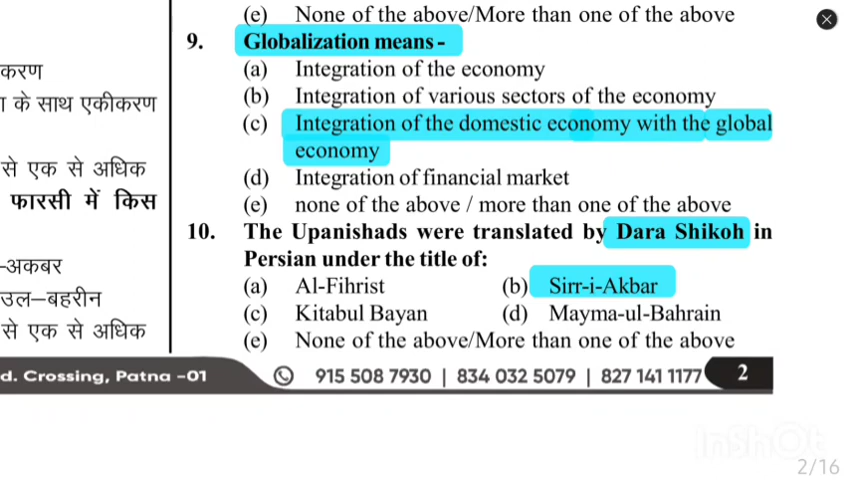 (e) None of the above/More than one of the above
9. Globalization means -
करण
(a) Integration of the economy
(b) Integration of various sectors of the economy
ा के साथ एकीकरण
(c) Integration of the domestic economy with the global
economy
से एक से अधिक
(d) Integration of financial market
फारसी में किस
(e) none of the above / more than one of the above
10. The Upanishads were translated by Dara Shikoh in
Persian under the title of:
-अकबर
(a) Al-Fihrist (b) Sirr-i-Akbar
उल–बहरीन
(c) Kitabul Bayan (d) Mayma-ul-Bahrain
से एक से अधिक
(e) None of the above/More than one of the above
d. Crossing, Patna -01 915 508 7930 | 834 032 5079 | 827 141 1177 2
InShOt
2/16